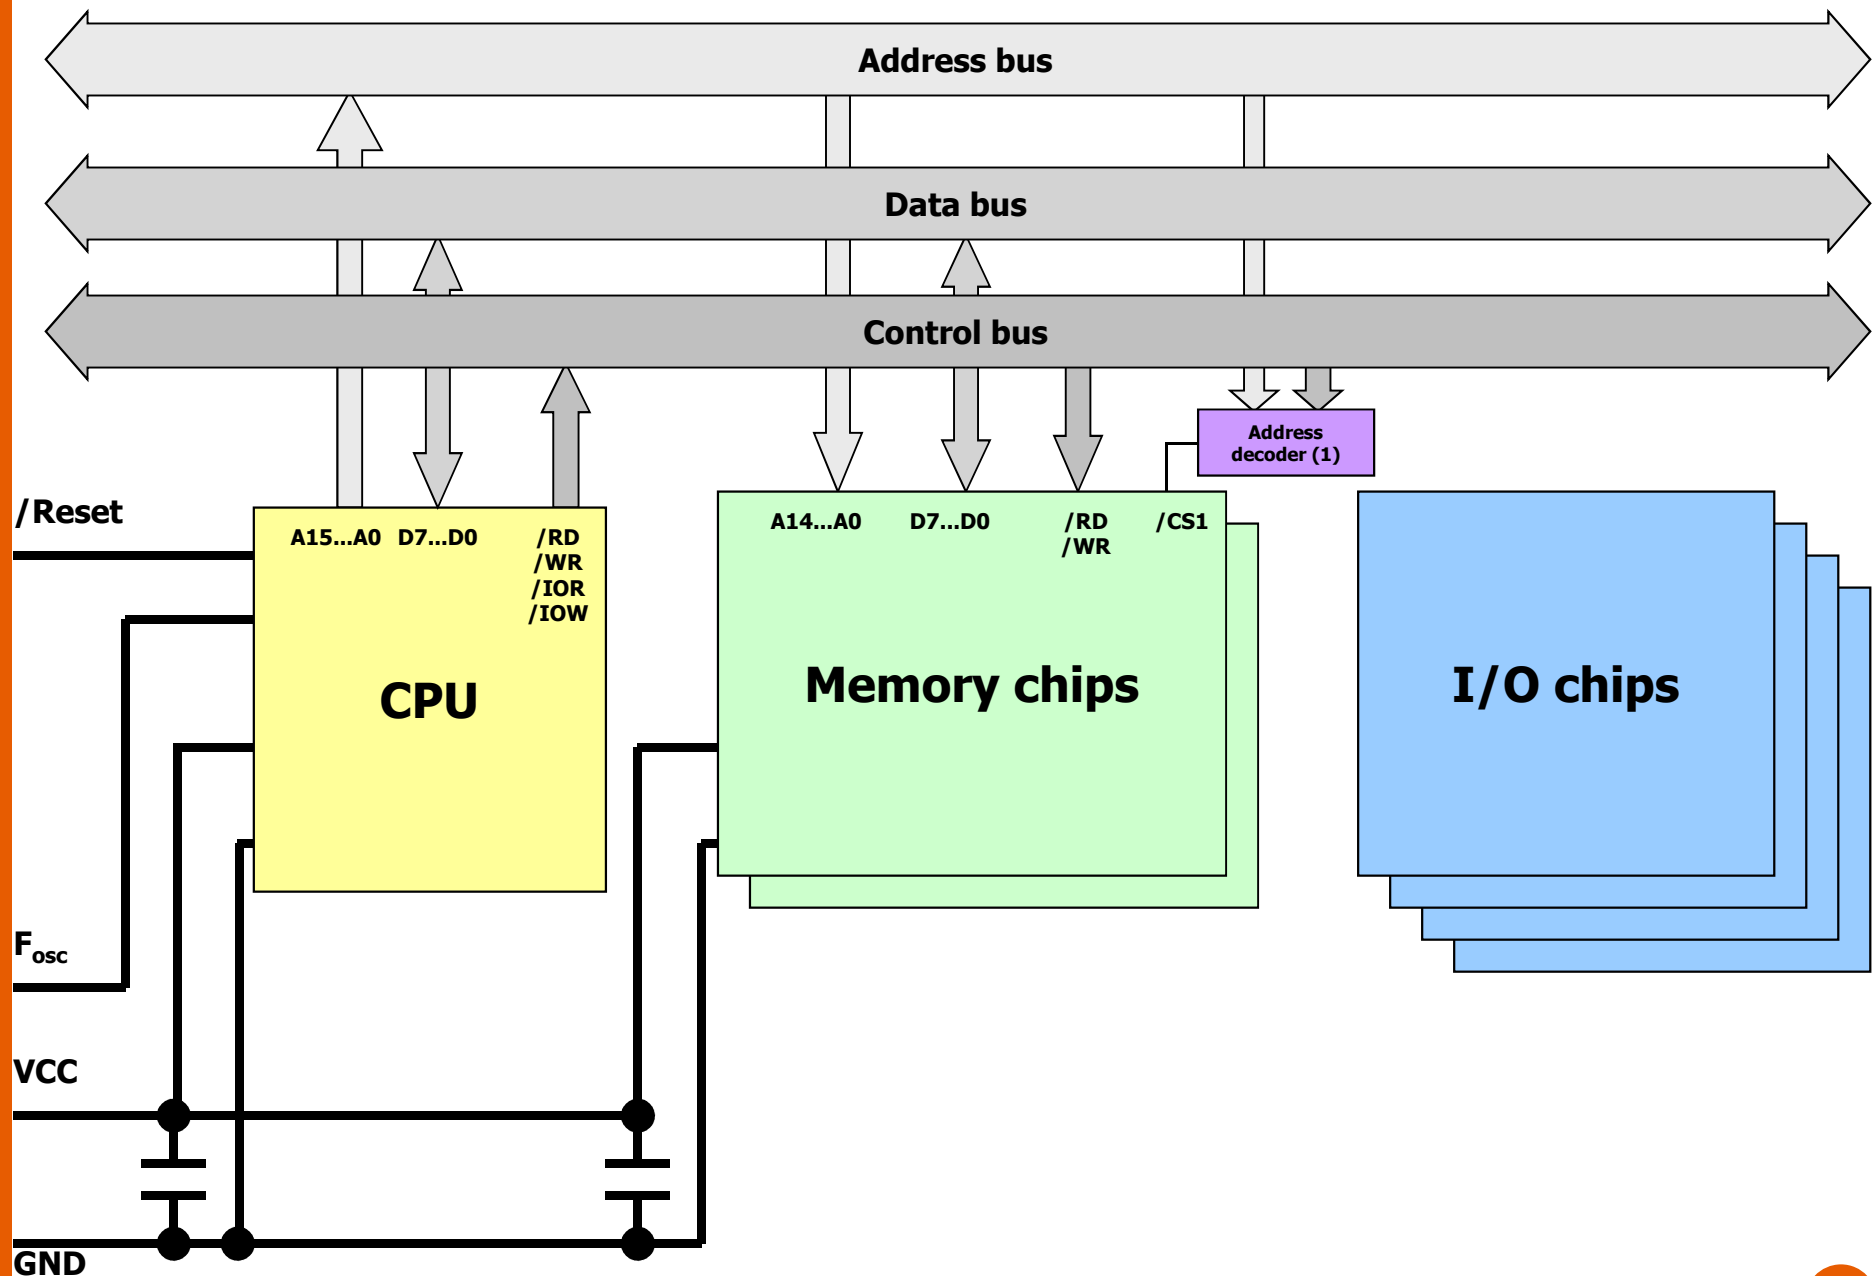 Address bus
Data bus
Control bus
Address
decoder (1)
/Reset
A15...A0 D7...D0 /RD
/WR
/IOR
/IOW
CPU
A14...A0 D7...D0 /RD /CS1
/WR
Memory chips
I/O chips
Fosc
VCC
GND